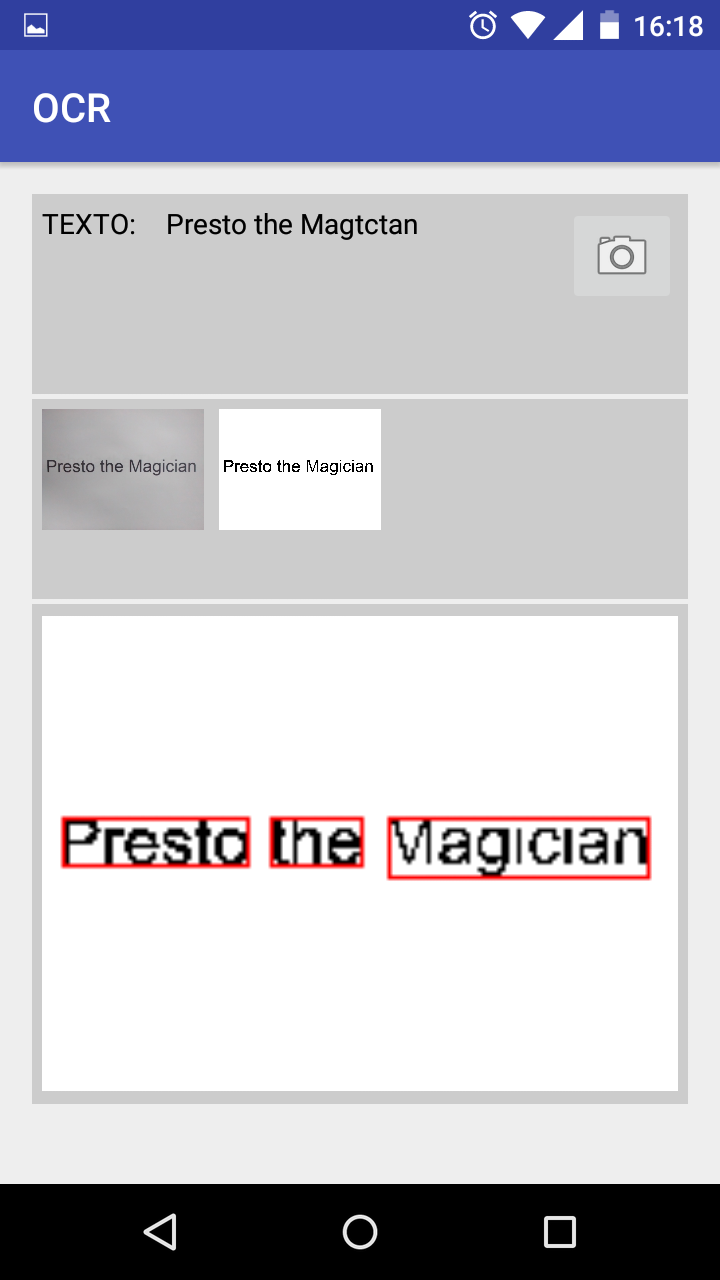 16:18
OCR
TEXTO: Presto the Magtctan
Presto the Magician Presto the Magician
Presto the Magician